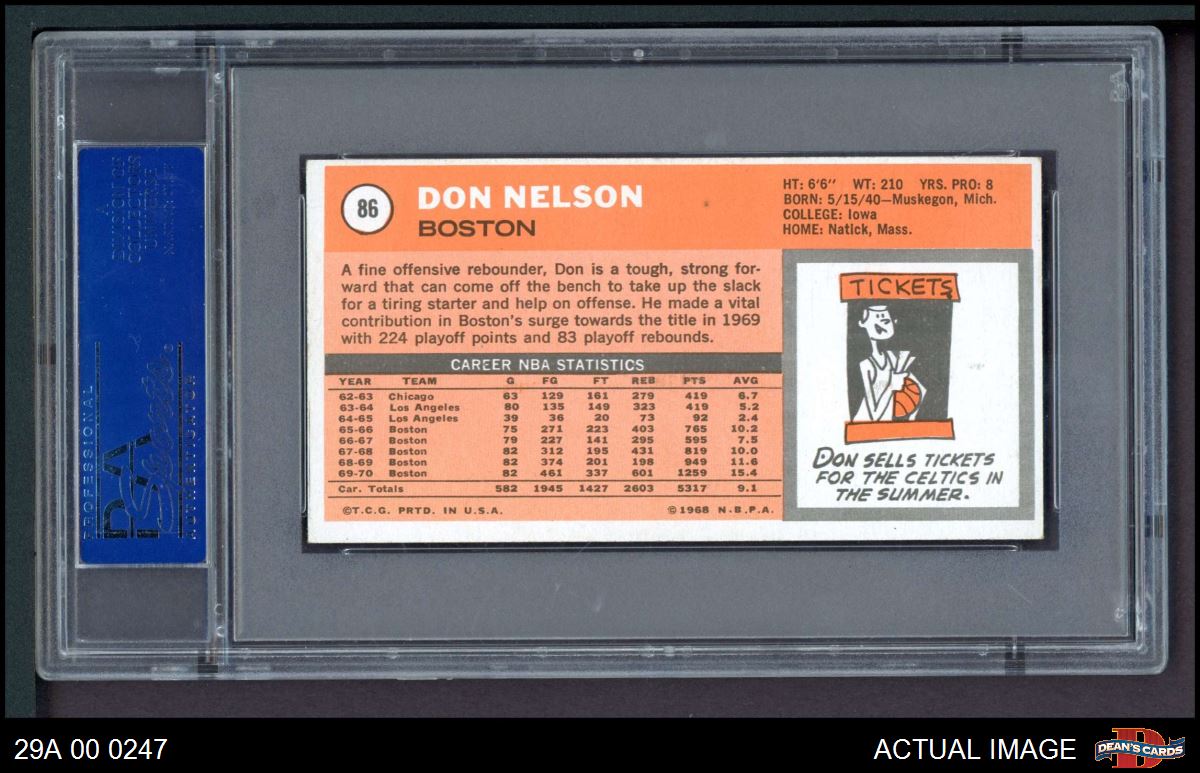 86
DON NELSON
BOSTON
HT: 6'6" WT: 210 YRS. PRO: 8
BORN: 5/15/40—Muskegon, Mich.
COLLEGE: Iowa
HOME: Natick, Mass.
A fine offensive rebounder, Don is a tough, strong for-
ward that can come off the bench to take up the slack
for a tiring starter and help on offense. He made a vital
contribution in Boston's surge towards the title in 1969
with 224 playoff points and 83 playoff rebounds.
CAREER NBA STATISTICS
YEAR TEAM G FG FT REB PTS AVG
62-63 Chicago 63 129 161 279 419 6.7
63-64 Los Angeles 80 135 149 323 419 5.2
64-65 Los Angeles 39 36 20 73 92 2.4
65-66 Boston 75 271 223 403 765 10.2
66-67 Boston 79 227 141 295 595 7.5
67-68 Boston 82 312 195 431 819 10.0
68-69 Boston 82 374 201 198 949 11.6
69-70 Boston 82 461 337 601 1259 15.4
Car. Totals 582 1945 1427 2603 5317 9.1
©T.C.G. PRTD. IN U.S.A. ©1968 N.B.P.A.
TICKETS
DON SELLS TICKETS
FOR THE CELTICS IN
THE SUMMER.
A
DIVISION OF
COLLECTORS
UNIVERSE
PROFESSIONAL
PSA
Sports
AUTHENTICATOR
29A 00 0247
ACTUAL IMAGE
DEAN'S CARDS